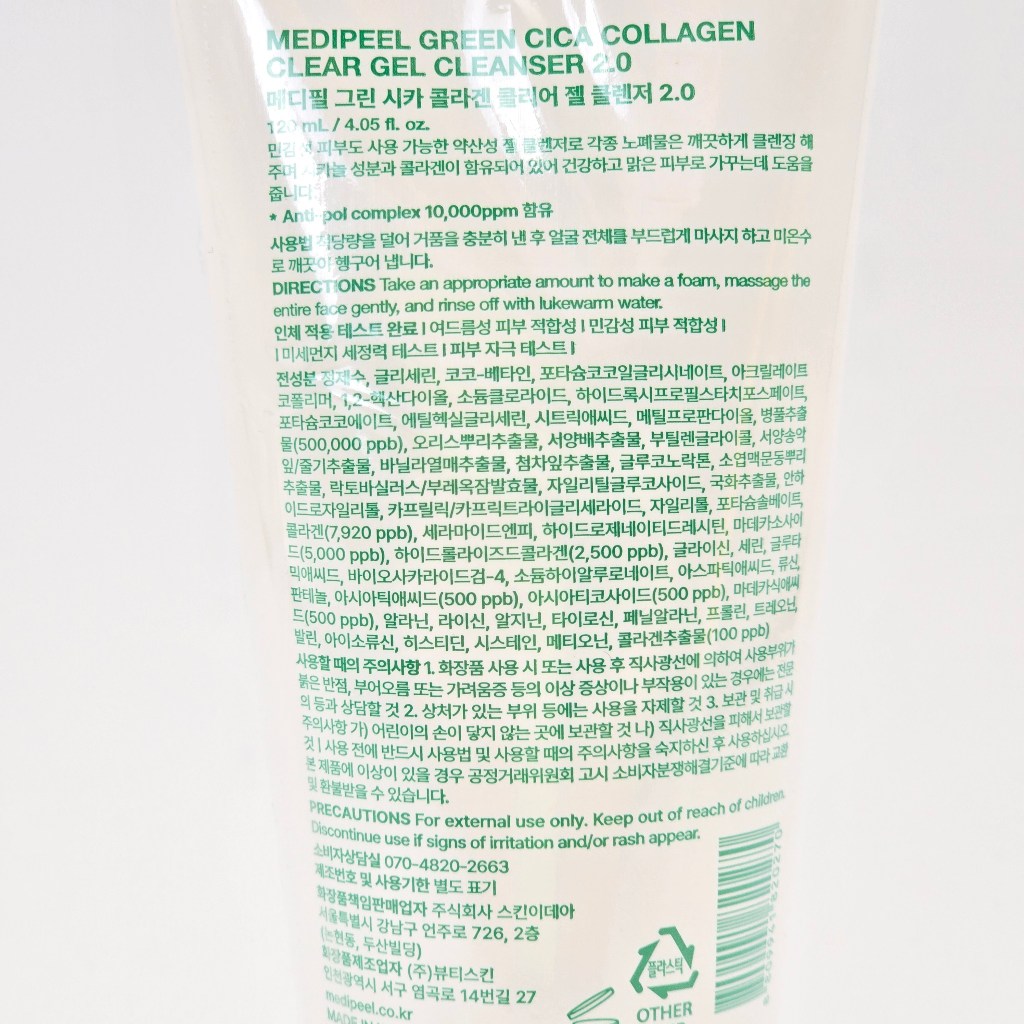 MEDIPEEL GREEN CICA COLLAGEN
CLEAR GEL CLEANSER 2.0
메디필 그린 시카 콜라겐 클리어 젤 클렌저 2.0
120 mL / 4.05 fl. oz.
민감성 피부도 사용 가능한 약산성 젤 클렌저로 각종 노폐물은 깨끗하게 클렌징 해
주며 시카놀 성분과 콜라겐이 함유되어 있어 건강하고 맑은 피부로 가꾸는데 도움을
줍니다.
* Anti-pol complex 10,000ppm 함유
사용법 적당량을 덜어 거품을 충분히 낸 후 얼굴 전체를 부드럽게 마사지 하고 미온수
로 깨끗이 헹구어 냅니다.
DIRECTIONS Take an appropriate amount to make a foam, massage the
entire face gently, and rinse off with lukewarm water.
인체 적용 테스트 완료 | 여드름성 피부 적합성 | 민감성 피부 적합성 |
| 미세먼지 세정력 테스트 | 피부 자극 테스트 |
전성분 정제수, 글리세린, 코코-베타인, 포타슘코코일글리시네이트, 아크릴레이트
코폴리머, 1,2-헥산다이올, 소듐클로라이드, 하이드록시프로필스타치포스페이트,
포타슘코코에이트, 에틸헥실글리세린, 시트릭애씨드, 메틸프로판다이올, 병풀추출
물(500,000 ppb), 오리스뿌리추출물, 서양배추출물, 부틸렌글라이콜, 서양송악
잎/줄기추출물, 바닐라열매추출물, 첨차잎추출물, 글루코노락톤, 소엽맥문동뿌리
추출물, 락토바실러스/부레옥잠발효물, 자일리틸글루코사이드, 국화추출물, 안하
이드로자일리톨, 카프릴릭/카프릭트라이글리세라이드, 자일리톨, 포타슘솔베이트,
콜라겐(7,920 ppb), 세라마이드엔피, 하이드로제네이티드레시틴, 마데카소사이
드(5,000 ppb), 하이드롤라이즈드콜라겐(2,500 ppb), 글라이신, 세린, 글루타
믹애씨드, 바이오사카라이드검-4, 소듐하이알루로네이트, 아스파틱애씨드, 류신,
판테놀, 아시아틱애씨드(500 ppb), 아시아티코사이드(500 ppb), 마데카식애씨
드(500 ppb), 알라닌, 라이신, 알지닌, 타이로신, 페닐알라닌, 프롤린, 트레오닌,
발린, 아이소류신, 히스티딘, 시스테인, 메티오닌, 콜라겐추출물(100 ppb)
사용할 때의 주의사항 1. 화장품 사용 시 또는 사용 후 직사광선에 의하여 사용부위가
붉은 반점, 부어오름 또는 가려움증 등의 이상 증상이나 부작용이 있는 경우에는 전문
의 등과 상담할 것 2. 상처가 있는 부위 등에는 사용을 자제할 것 3. 보관 및 취급 시
주의사항 가) 어린이의 손이 닿지 않는 곳에 보관할 것 나) 직사광선을 피해서 보관할
것 | 사용 전에 반드시 사용법 및 사용할 때의 주의사항을 숙지하신 후 사용하십시오.
본 제품에 이상이 있을 경우 공정거래위원회 고시 소비자분쟁해결기준에 따라 교환
및 환불받을 수 있습니다.
PRECAUTIONS For external use only. Keep out of reach of children.
Discontinue use if signs of irritation and/or rash appear.
소비자상담실 070-4820-2663
제조번호 및 사용기한 별도 표기
화장품책임판매업자 주식회사 스킨이데아
서울특별시 강남구 언주로 726, 2층
(논현동, 두산빌딩)
화장품제조업자 (주)뷰티스킨
인천광역시 서구 염곡로 14번길 27
medipeel.co.kr
MADE IN
플라스틱
OTHER